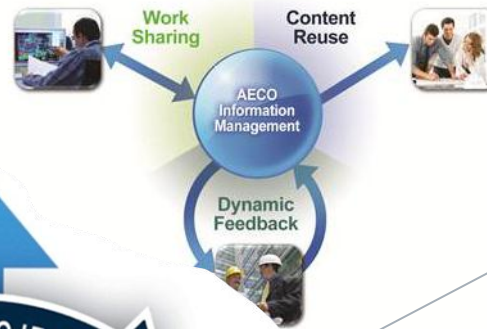 Work
Sharing
Content
Reuse
AECO
Information
Management
Dynamic
Feedback